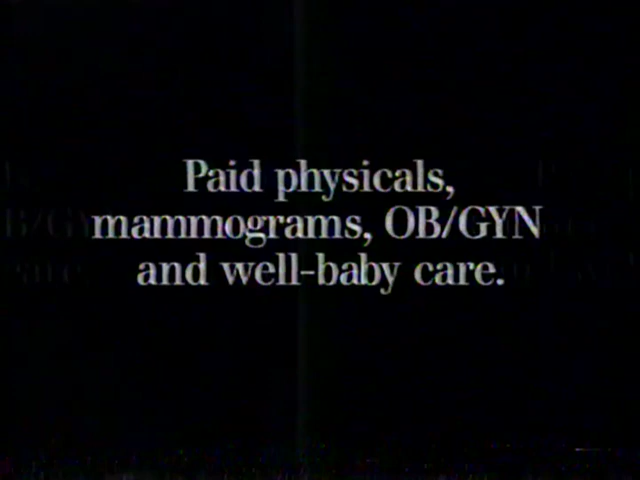 Paid physicals,
mammograms, OB/GYN
and well-baby care.